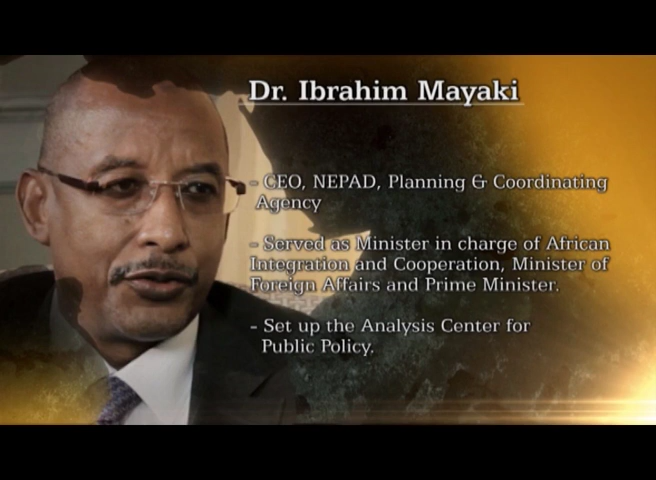 Dr. Ibrahim Mayaki
- CEO, NEPAD, Planning & Coordinating
Agency
- Served as Minister in charge of African
Integration and Cooperation, Minister of
Foreign Affairs and Prime Minister.
- Set up the Analysis Center for
Public Policy.